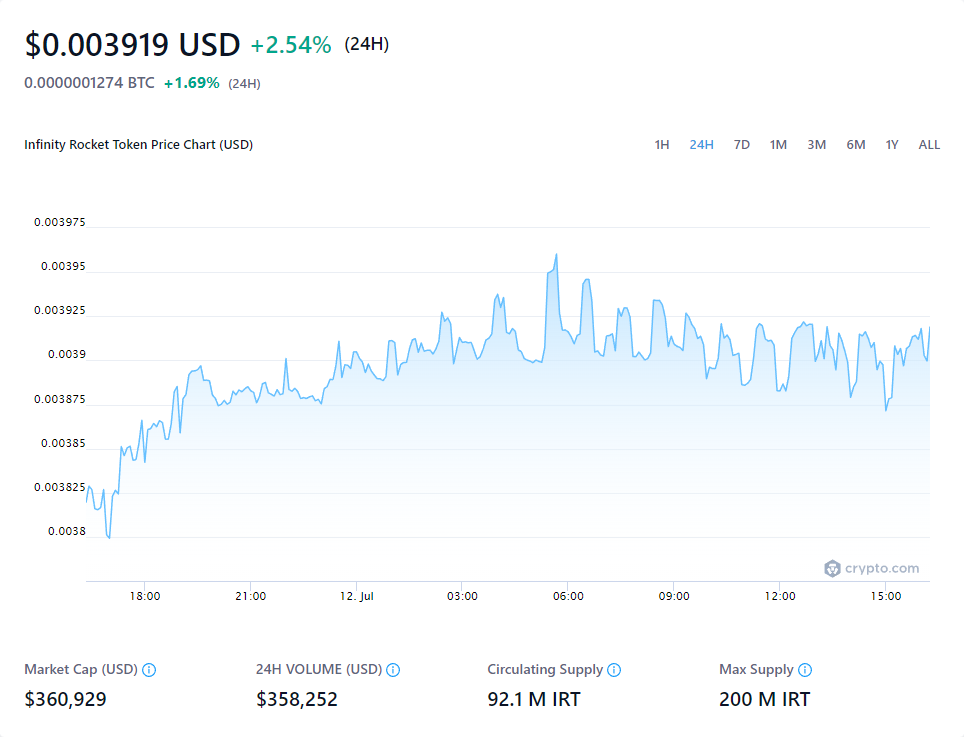 $0.003919 USD +2.54% (24H)
0.0000001274 BTC +1.69% (24H)
Infinity Rocket Token Price Chart (USD) 1H 24H 7D 1M 3M 6M 1Y ALL
0.003975
0.00395
0.003925
0.0039
0.003875
0.00385
0.003825
0.0038
crypto.com
18:00 21:00 12. Jul 03:00 06:00 09:00 12:00 15:00
Market Cap (USD) 24H VOLUME (USD) Circulating Supply Max Supply
$360,929 $358,252 92.1 M IRT 200 M IRT